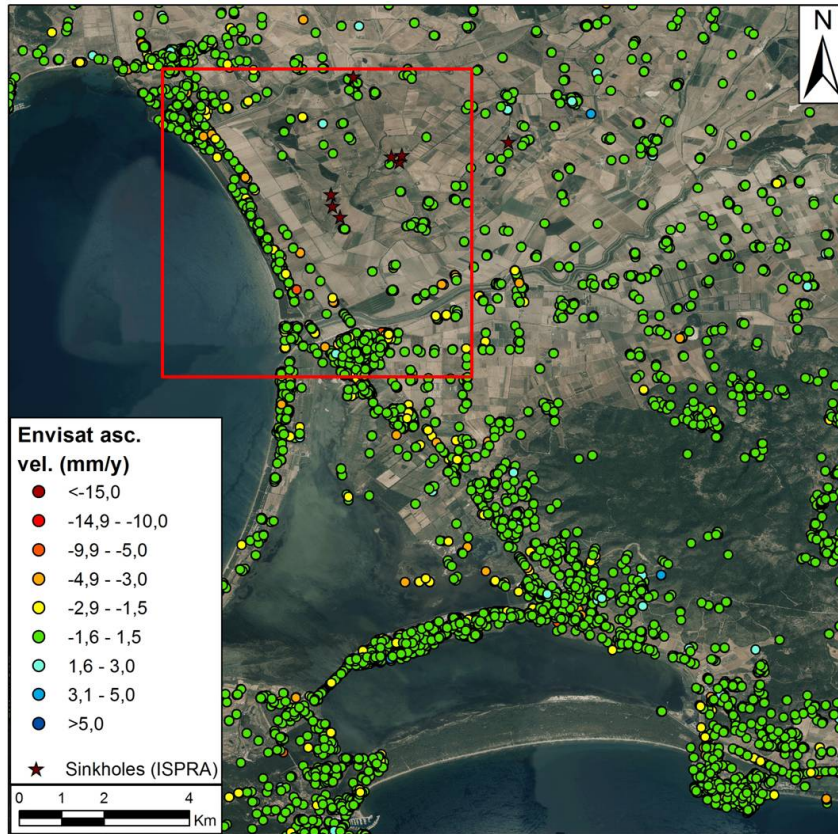 N
Envisat asc.
vel. (mm/y)
<-15,0
-14,9 - -10,0
-9,9 - -5,0
-4,9 - -3,0
-2,9 - -1,5
-1,6 - 1,5
1,6 - 3,0
3,1 - 5,0
>5,0
Sinkholes (ISPRA)
0 1 2 4
Km